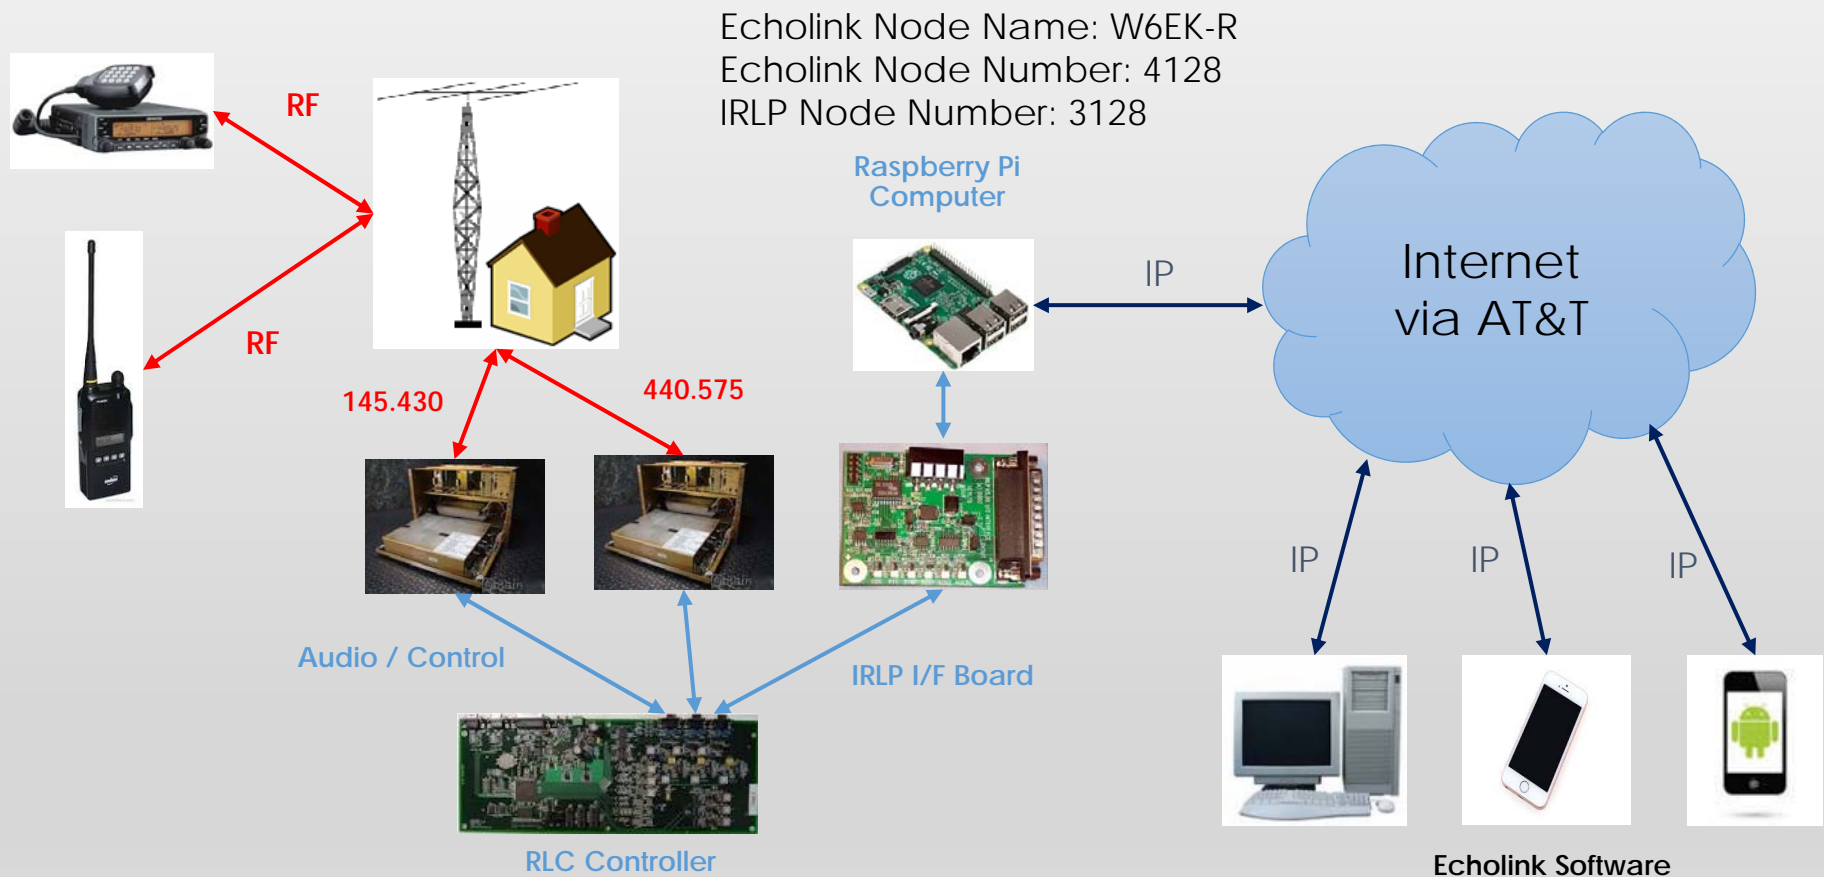 Echolink Node Name: W6EK-R
Echolink Node Number: 4128
IRLP Node Number: 3128
RF
RF
Raspberry Pi
Computer
IP
Internet
via AT&T
145.430
440.575
IP
IP
IP
Audio / Control
IRLP I/F Board
RLC Controller
Echolink Software